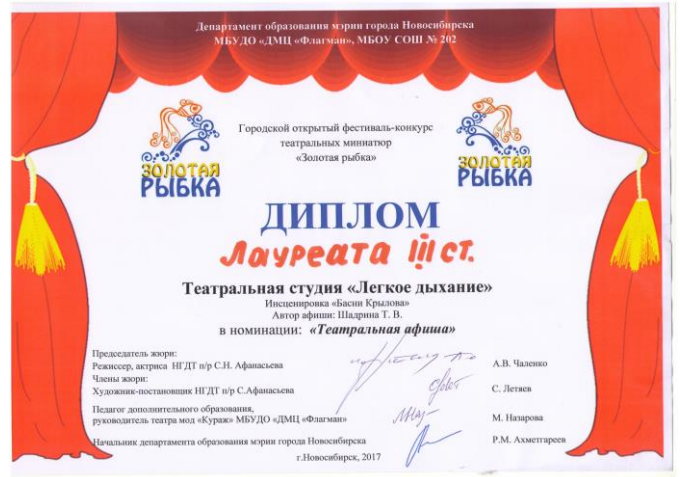 Департамент образования мэрии города Новосибирска
МБУДО «ДМЦ «Флагман», МБОУ СОШ № 202
Городской открытый фестиваль-конкурс
театральных миниатюр
«Золотая рыбка»
ЗОЛОТАЯ
РЫБКА
ЗОЛОТАЯ
РЫБКА
ДИПЛОМ
Лауреата III ст.
Театральная студия «Легкое дыхание»
Инсценировка «Басни Крылова»
Автор афиши: Шадрина Т. В.
в номинации: «Театральная афиша»
Председатель жюри:
Режиссер, актриса НГДТ п/р С.Н. Афанасьева А.В. Чаленко
Члены жюри:
Художник-постановщик НГДТ п/р С.Афанасьева С. Летяев
Педагог дополнительного образования,
руководитель театра мод «Кураж» МБУДО «ДМЦ «Флагман» М. Назарова
Начальник департамента образования мэрии города Новосибирска Р.М. Ахметгареев
г.Новосибирск, 2017